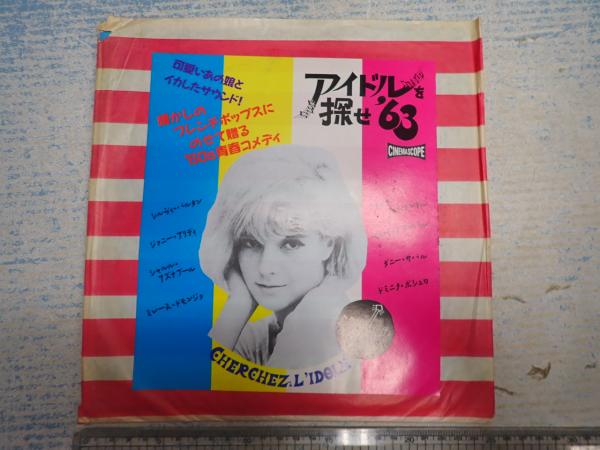 可愛いあの娘と
イカしたサウンド!
懐かしの
フレンチポップスに
のせて贈る
'60s青春コメディ
アイドルを
探せ'63
CINEMASCOPE
シルヴィ・バルタン
ジョニー・アリディ
シャルル・
アズナブール
ミレーヌ・ドモンジョ
ダニー・サバル
ドミニク・ボシュロ
CHERCHEZ L'IDOLE